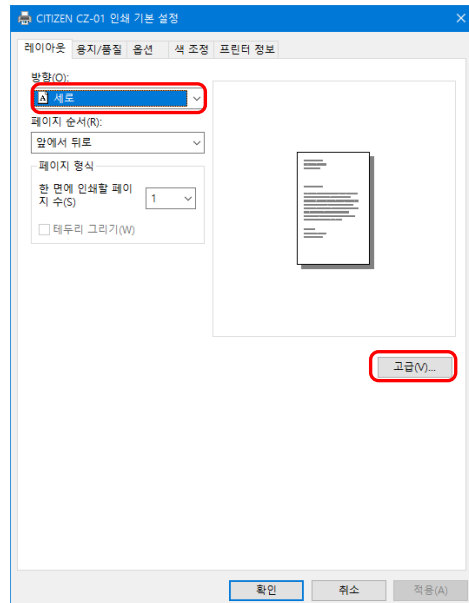 CITIZEN CZ-01 인쇄 기본 설정
레이아웃 용지/품질 옵션 색 조정 프린터 정보
방향(O):
A 세로
페이지 순서(R):
앞에서 뒤로
페이지 형식
한 면에 인쇄할 페이
지 수(S)
1
테두리 그리기(W)
고급(V)...
확인 취소 적용(A)